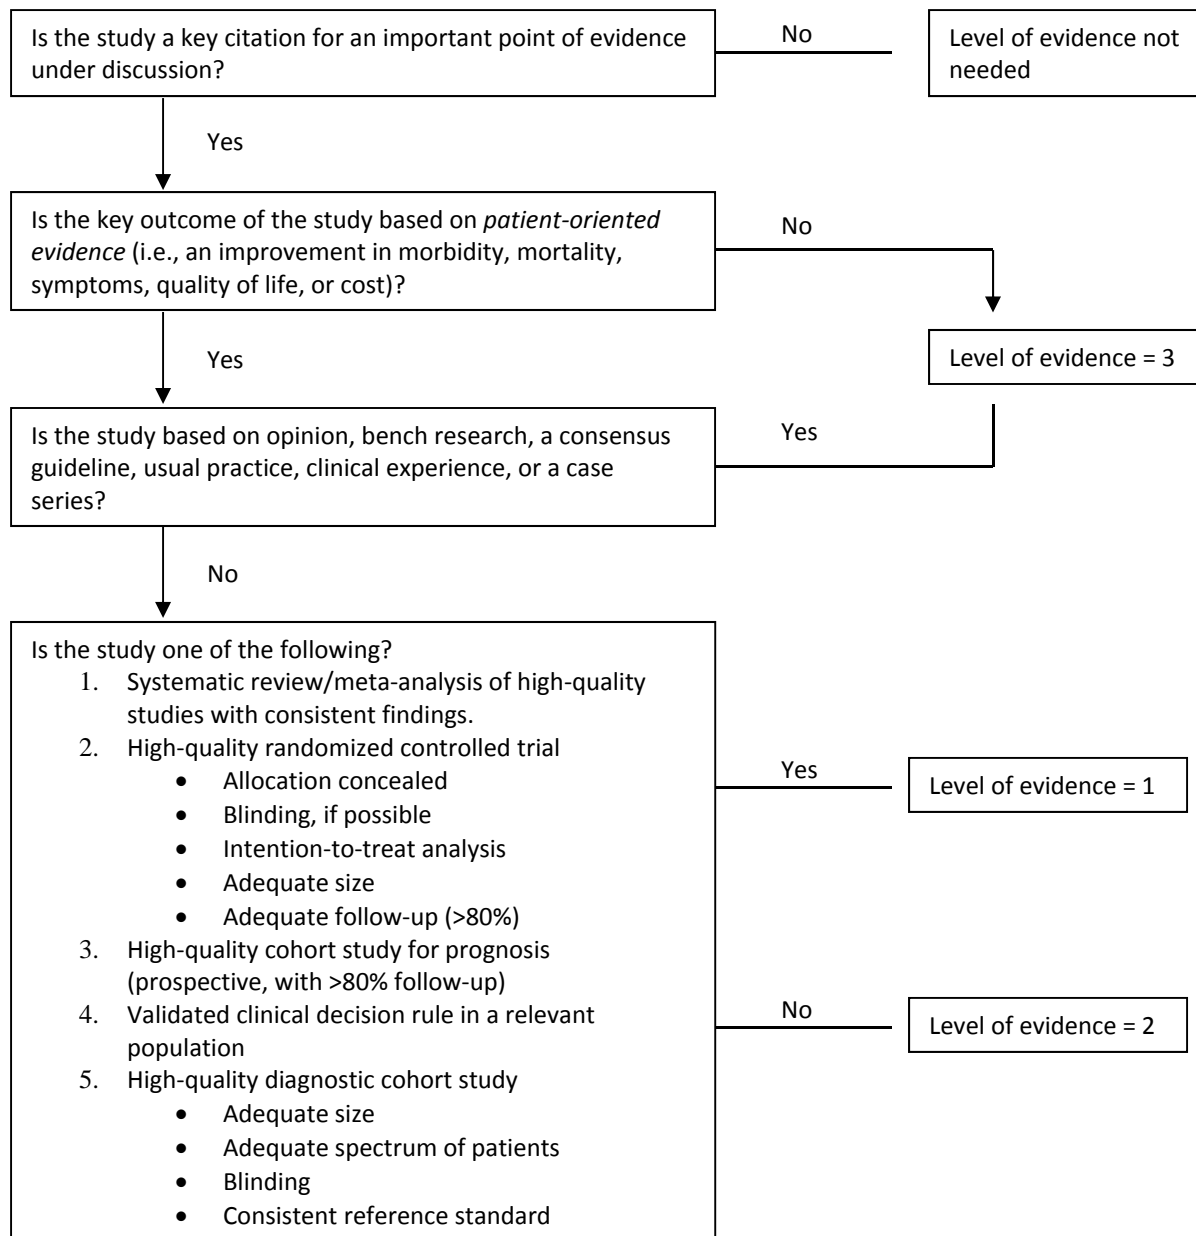 Is the study a key citation for an important point of evidence
under discussion?
No
Level of evidence not
needed
Yes
Is the key outcome of the study based on patient-oriented
evidence (i.e., an improvement in morbidity, mortality,
symptoms, quality of life, or cost)?
No
Yes
Level of evidence = 3
Is the study based on opinion, bench research, a consensus
guideline, usual practice, clinical experience, or a case
series?
Yes
No
Is the study one of the following?
1. Systematic review/meta-analysis of high-quality
studies with consistent findings.
2. High-quality randomized controlled trial
• Allocation concealed
• Blinding, if possible
• Intention-to-treat analysis
• Adequate size
• Adequate follow-up (>80%)
3. High-quality cohort study for prognosis
(prospective, with >80% follow-up)
4. Validated clinical decision rule in a relevant
population
5. High-quality diagnostic cohort study
• Adequate size
• Adequate spectrum of patients
• Blinding
• Consistent reference standard
Yes
Level of evidence = 1
No
Level of evidence = 2